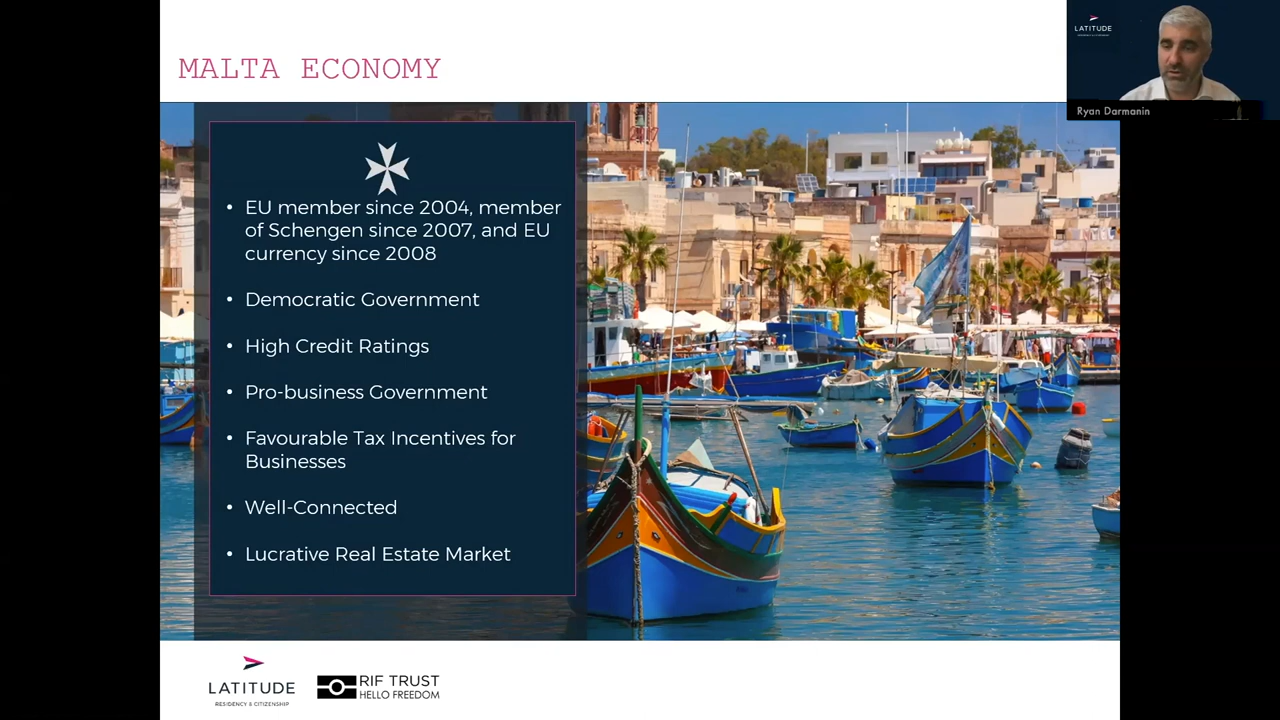 MALTA ECONOMY
LATITUDE
Ryan Darmanin
• EU member since 2004, member
of Schengen since 2007, and EU
currency since 2008
• Democratic Government
• High Credit Ratings
• Pro-business Government
• Favourable Tax Incentives for
Businesses
• Well-Connected
• Lucrative Real Estate Market
LATITUDE
RESIDENCY & CITIZENSHIP
RIF TRUST
HELLO FREEDOM